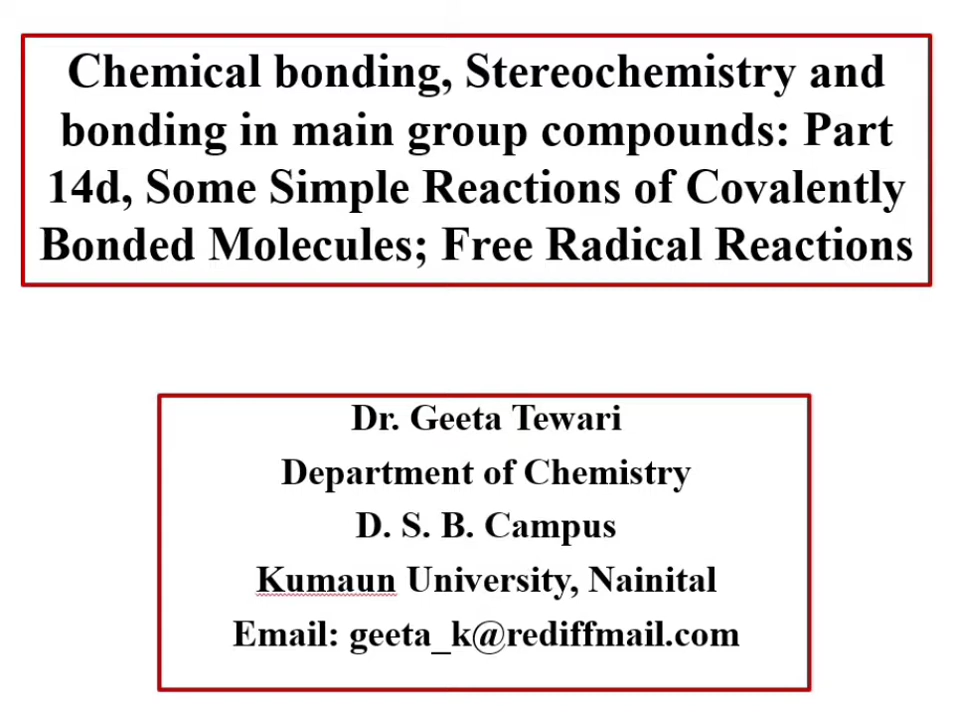 Chemical bonding, Stereochemistry and
bonding in main group compounds: Part
14d, Some Simple Reactions of Covalently
Bonded Molecules; Free Radical Reactions
Dr. Geeta Tewari
Department of Chemistry
D. S. B. Campus
Kumaun University, Nainital
Email: geeta_k@rediffmail.com